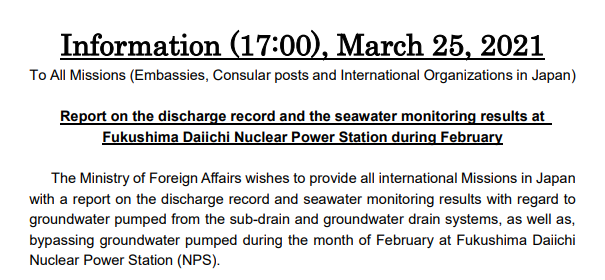 Information (17:00), March 25, 2021
To All Missions (Embassies, Consular posts and International Organizations in Japan)
Report on the discharge record and the seawater monitoring results at
Fukushima Daiichi Nuclear Power Station during February
The Ministry of Foreign Affairs wishes to provide all international Missions in Japan
with a report on the discharge record and seawater monitoring results with regard to
groundwater pumped from the sub-drain and groundwater drain systems, as well as,
bypassing groundwater pumped during the month of February at Fukushima Daiichi
Nuclear Power Station (NPS).